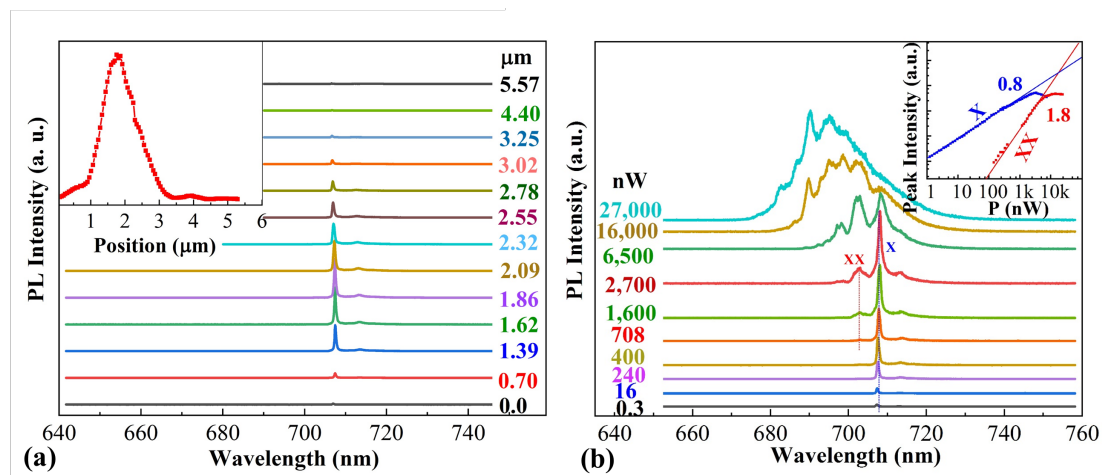 μm
5.57
4.40
3.25
3.02
2.78
2.55
2.32
2.09
1.86
1.62
1.39
0.70
0.0
PL Intensity (a. u.)
1 2 3 4 5 6
Position (μm)
640 660 680 700 720 740
Wavelength (nm)
(a)
nW
27,000
16,000
6,500
2,700
1,600
708
400
240
16
0.3
XX
X
PL Intensity (a. u.)
Peak Intensity (a.u.)
0.8
1.8
X
XX
1 10 100 1k 10k
P (nW)
640 660 680 700 720 740 760
Wavelength (nm)
(b)